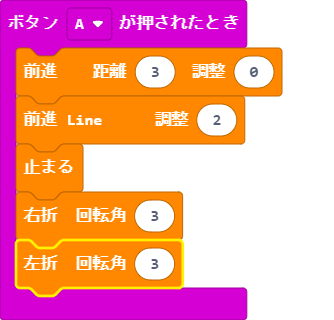 ボタン A が押されたとき
前進 距離 3 調整 0
前進 Line 調整 2
止まる
右折 回転角 3
左折 回転角 3